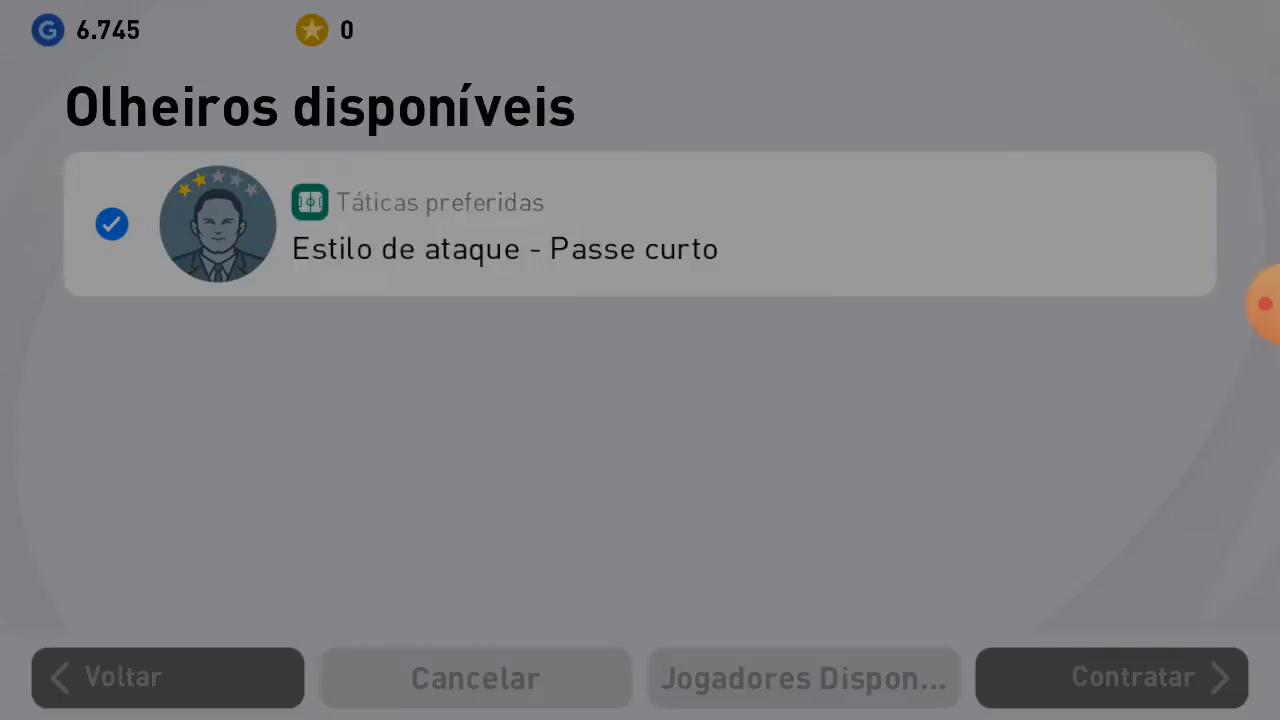 G 6.745 0
Olheiros disponíveis
Táticas preferidas
Estilo de ataque - Passe curto
Voltar
Cancelar
Jogadores Dispon...
Contratar